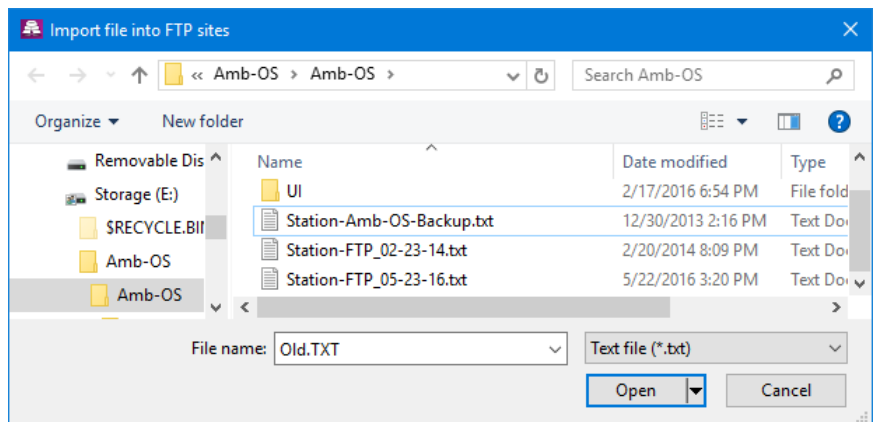 Import file into FTP sites
« Amb-OS > Amb-OS >
Search Amb-OS
Organize
New folder
Removable Dis
Storage (E:)
$RECYCLE.BIN
Amb-OS
Amb-OS
Name
Date modified
Type
UI
2/17/2016 6:54 PM
File fold
Station-Amb-OS-Backup.txt
12/30/2013 2:16 PM
Text Do
Station-FTP_02-23-14.txt
2/20/2014 8:09 PM
Text Do
Station-FTP_05-23-16.txt
5/22/2016 3:20 PM
Text Do
File name:
Old.TXT
Text file (*.txt)
Open
Cancel